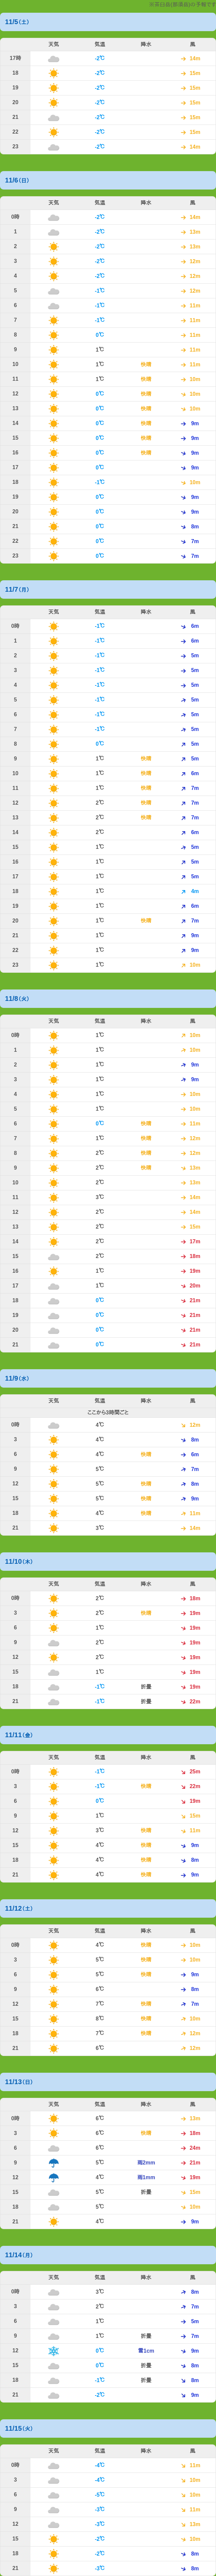 11/5(土)
天気 気温 降水 風
17時 -2℃ 14m
18 -2℃ 15m
19 -2℃ 15m
20 -2℃ 15m
21 -2℃ 15m
22 -2℃ 15m
23 -2℃ 14m
11/6(日)
天気 気温 降水 風
0時 -2℃ 14m
1 -2℃ 13m
2 -2℃ 13m
3 -2℃ 12m
4 -2℃ 12m
5 -1℃ 12m
6 -1℃ 11m
7 -1℃ 11m
8 0℃ 11m
9 1℃ 11m
10 1℃ 快晴 11m
11 1℃ 快晴 10m
12 0℃ 快晴 10m
13 0℃ 快晴 10m
14 0℃ 快晴 9m
15 0℃ 快晴 9m
16 0℃ 快晴 9m
17 0℃ 9m
18 -1℃ 10m
19 0℃ 9m
20 0℃ 9m
21 0℃ 8m
22 0℃ 7m
23 0℃ 7m
11/7(月)
天気 気温 降水 風
0時 -1℃ 6m
1 -1℃ 6m
2 -1℃ 5m
3 -1℃ 5m
4 -1℃ 5m
5 -1℃ 5m
6 -1℃ 5m
7 -1℃ 5m
8 0℃ 5m
9 1℃ 快晴 5m
10 1℃ 快晴 6m
11 1℃ 快晴 7m
12 2℃ 快晴 7m
13 2℃ 快晴 7m
14 2℃ 6m
15 1℃ 5m
16 1℃ 5m
17 1℃ 5m
18 1℃ 4m
19 1℃ 6m
20 1℃ 快晴 7m
21 1℃ 9m
22 1℃ 9m
23 1℃ 10m
11/8(火)
天気 気温 降水 風
0時 1℃ 10m
1 1℃ 10m
2 1℃ 9m
3 1℃ 9m
4 1℃ 10m
5 1℃ 10m
6 0℃ 快晴 11m
7 1℃ 快晴 12m
8 2℃ 快晴 12m
9 2℃ 快晴 13m
10 2℃ 13m
11 3℃ 14m
12 2℃ 14m
13 2℃ 15m
14 2℃ 17m
15 2℃ 18m
16 1℃ 19m
17 1℃ 20m
18 0℃ 21m
19 0℃ 21m
20 0℃ 21m
21 0℃ 21m
11/9(水)
天気 気温 降水 風
ここから3時間ごと
0時 4℃ 12m
3 4℃ 8m
6 4℃ 快晴 6m
9 5℃ 7m
12 5℃ 快晴 8m
15 5℃ 快晴 9m
18 4℃ 快晴 11m
21 3℃ 14m
11/10(木)
天気 気温 降水 風
0時 2℃ 18m
3 2℃ 快晴 19m
6 1℃ 19m
9 2℃ 19m
12 2℃ 19m
15 1℃ 19m
18 -1℃ 折畳 19m
21 -1℃ 折畳 22m
11/11(金)
天気 気温 降水 風
0時 -1℃ 25m
3 -1℃ 快晴 22m
6 0℃ 19m
9 1℃ 15m
12 3℃ 快晴 11m
15 4℃ 快晴 9m
18 4℃ 快晴 8m
21 4℃ 快晴 9m
11/12(土)
天気 気温 降水 風
0時 4℃ 快晴 10m
3 5℃ 快晴 10m
6 5℃ 快晴 9m
9 6℃ 8m
12 7℃ 快晴 7m
15 8℃ 快晴 10m
18 7℃ 快晴 12m
21 6℃ 12m
11/13(日)
天気 気温 降水 風
0時 6℃ 13m
3 6℃ 快晴 18m
6 6℃ 24m
9 5℃ 雨2mm 21m
12 4℃ 雨1mm 19m
15 5℃ 折畳 15m
18 5℃ 16m
21 4℃ 9m
11/14(月)
天気 気温 降水 風
0時 3℃ 8m
3 2℃ 7m
6 1℃ 5m
9 1℃ 折畳 7m
12 0℃ 雪1cm 9m
15 0℃ 折畳 8m
18 -1℃ 折畳 8m
21 -2℃ 9m
11/15(火)
天気 気温 降水 風
0時 -4℃ 11m
3 -4℃ 10m
6 -5℃ 16m
9 -3℃ 11m
12 -3℃ 13m
15 -2℃ 10m
18 -2℃ 8m
21 -3℃ 8m